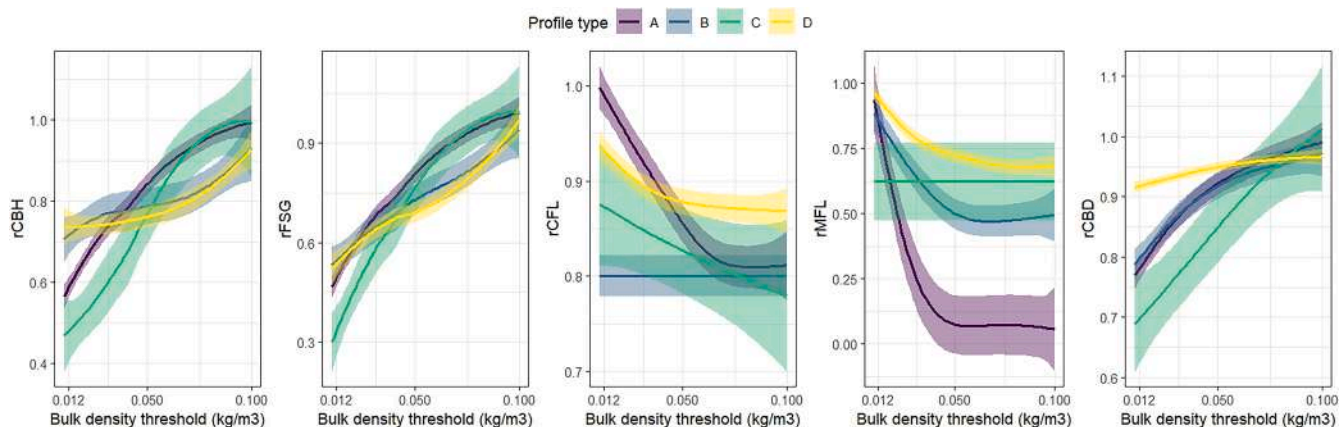 Profile type A B C D
rCBH
1.0
0.8
0.6
0.4
0.012 0.050 0.100
Bulk density threshold (kg/m3)
rFSG
0.9
0.6
0.3
0.012 0.050 0.100
Bulk density threshold (kg/m3)
rCFL
1.0
0.9
0.8
0.7
0.012 0.050 0.100
Bulk density threshold (kg/m3)
rMFL
1.00
0.75
0.50
0.25
0.00
0.012 0.050 0.100
Bulk density threshold (kg/m3)
rCBD
1.1
1.0
0.9
0.8
0.7
0.6
0.012 0.050 0.100
Bulk density threshold (kg/m3)